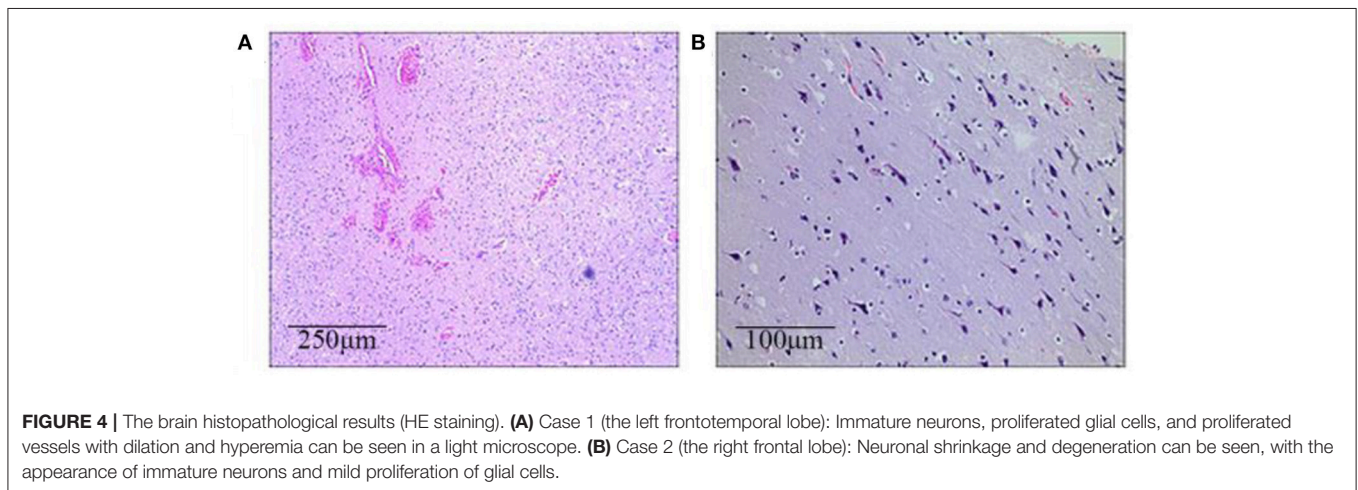 A
B
250μm
100μm
FIGURE 4 | The brain histopathological results (HE staining). (A) Case 1 (the left frontotemporal lobe): Immature neurons, proliferated glial cells, and proliferated
vessels with dilation and hyperemia can be seen in a light microscope. (B) Case 2 (the right frontal lobe): Neuronal shrinkage and degeneration can be seen, with the
appearance of immature neurons and mild proliferation of glial cells.